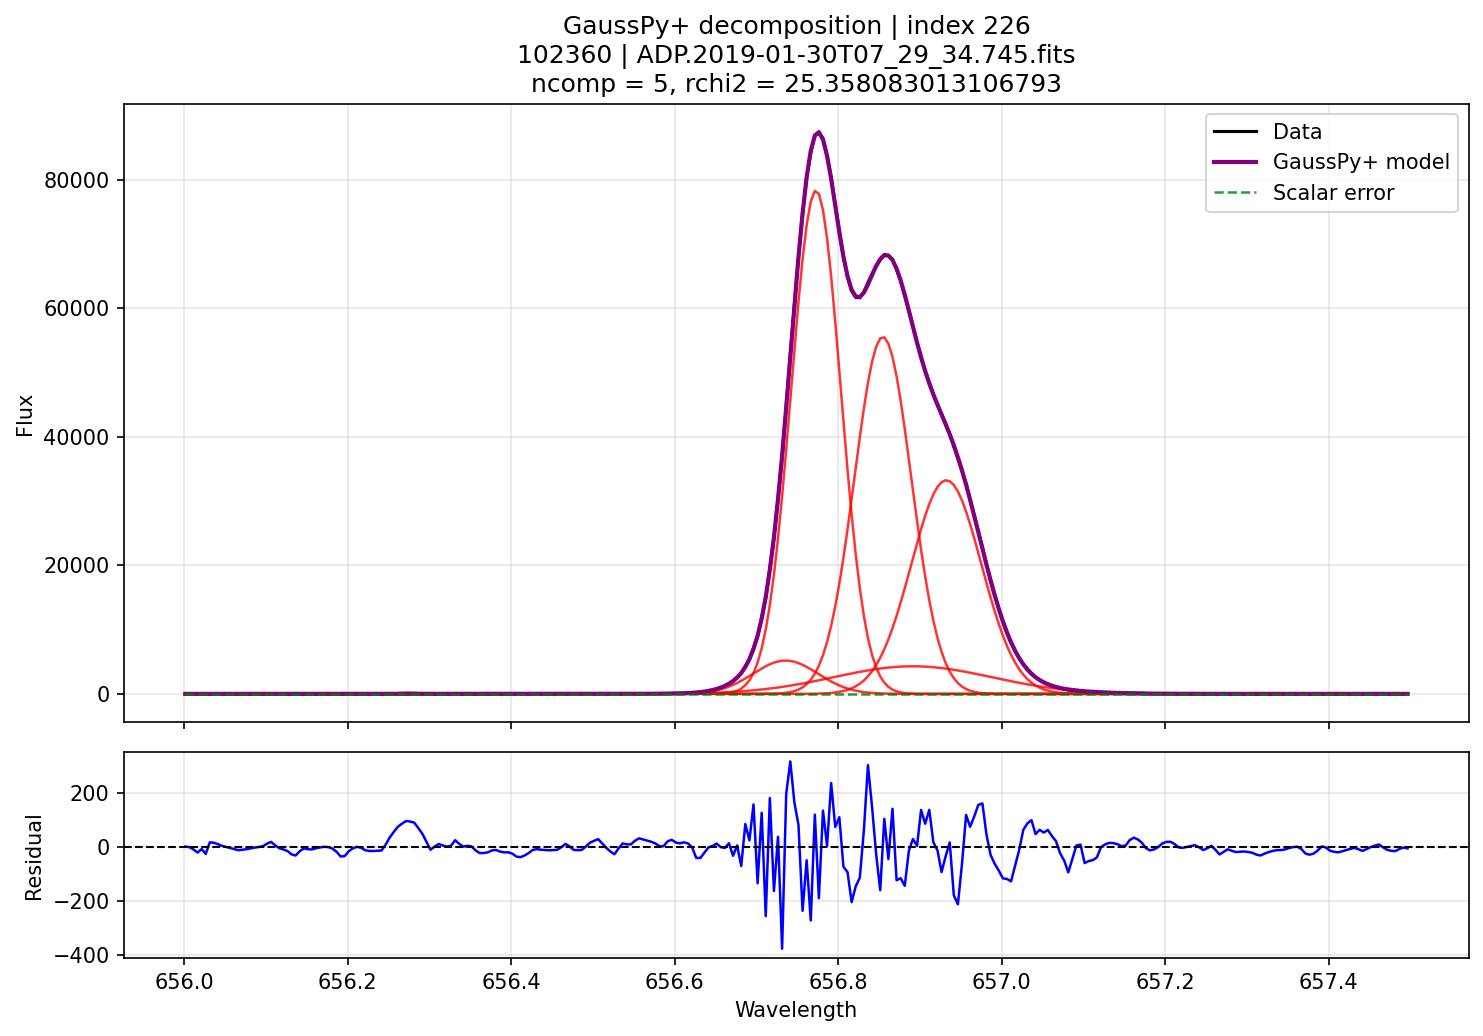 GaussPy+ decomposition | index 226
102360 | ADP.2019-01-30T07_29_34.745.fits
ncomp = 5, rchi2 = 25.358083013106793
Data
GaussPy+ model
Scalar error
80000
60000
40000
20000
0
Flux
200
0
−200
−400
Residual
656.0
656.2
656.4
656.6
656.8
657.0
657.2
657.4
Wavelength